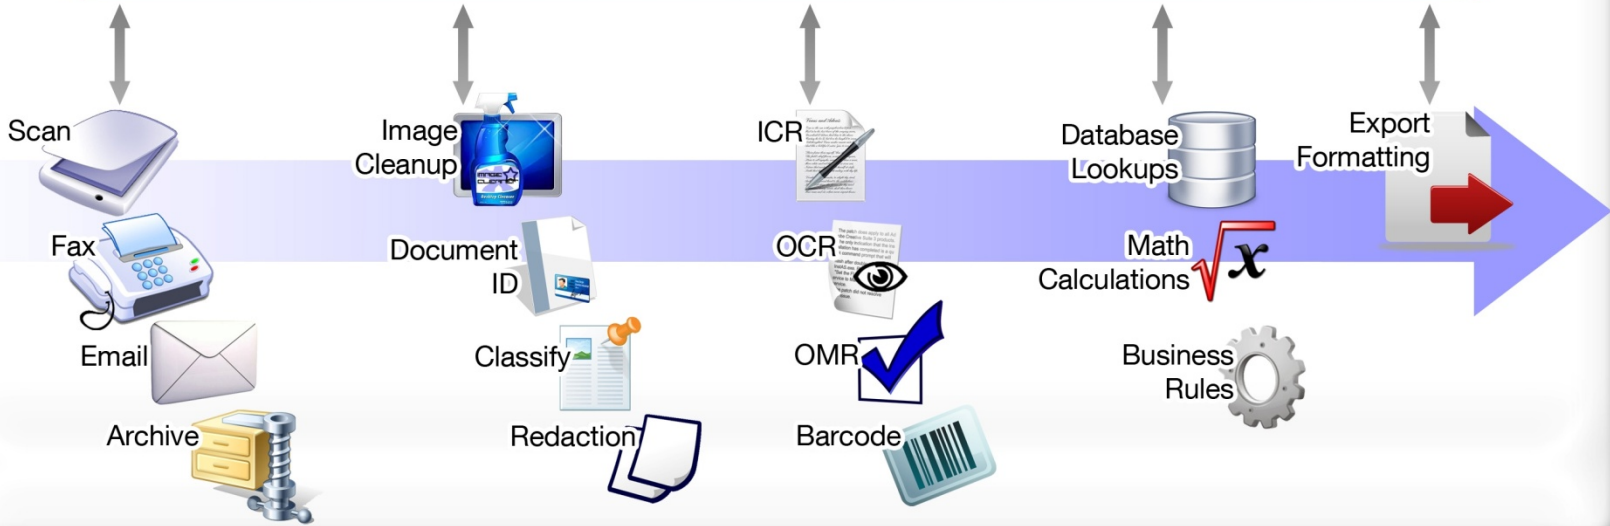 Scan
Fax
Email
Archive
Image
Cleanup
Document
ID
Classify
Redaction
ICR
OCR
OMR
Barcode
Database
Lookups
Math
Calculations
x
Business
Rules
Export
Formatting